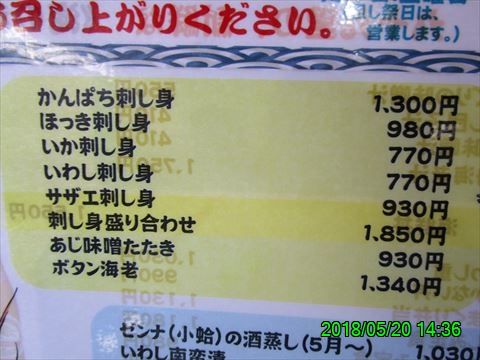 召し上がりください。
し祭日は、
営業します。)
かんぱち刺し身 1,300円
ほっき刺し身 980円
いか刺し身 770円
いわし刺し身 770円
サザエ刺し身 930円
刺し身盛り合わせ 1,850円
あじ味噌たたき 930円
ボタン海老 1,340円
ゼンナ(小蛤)の酒蒸し(5月〜)
いわし南蛮漬 1,030
2018/05/20 14:36